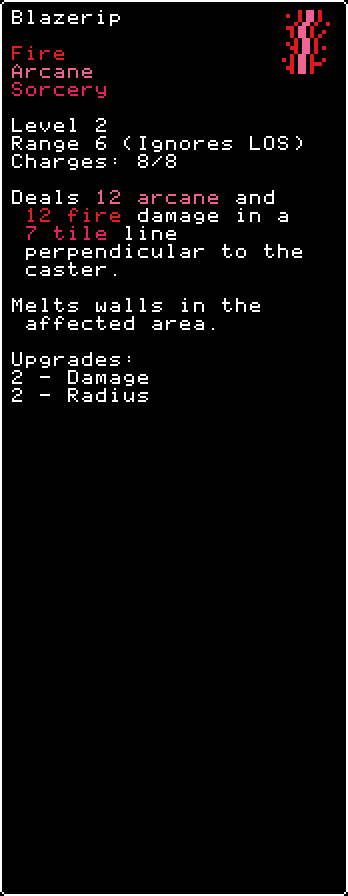 Blazerip
Fire
Arcane
Sorcery
Level 2
Range 6 (Ignores LOS)
Charges: 8/8
Deals 12 arcane and
12 fire damage in a
7 tile line
perpendicular to the
caster.
Melts walls in the
affected area.
Upgrades:
2 - Damage
2 - Radius